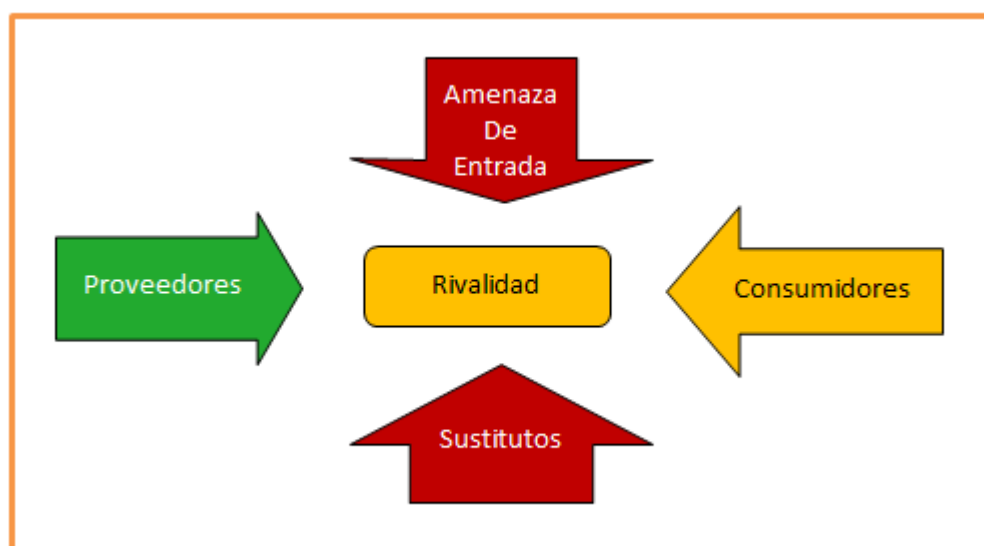 Amenaza
De
Entrada
Proveedores
Rivalidad
Consumidores
Sustitutos